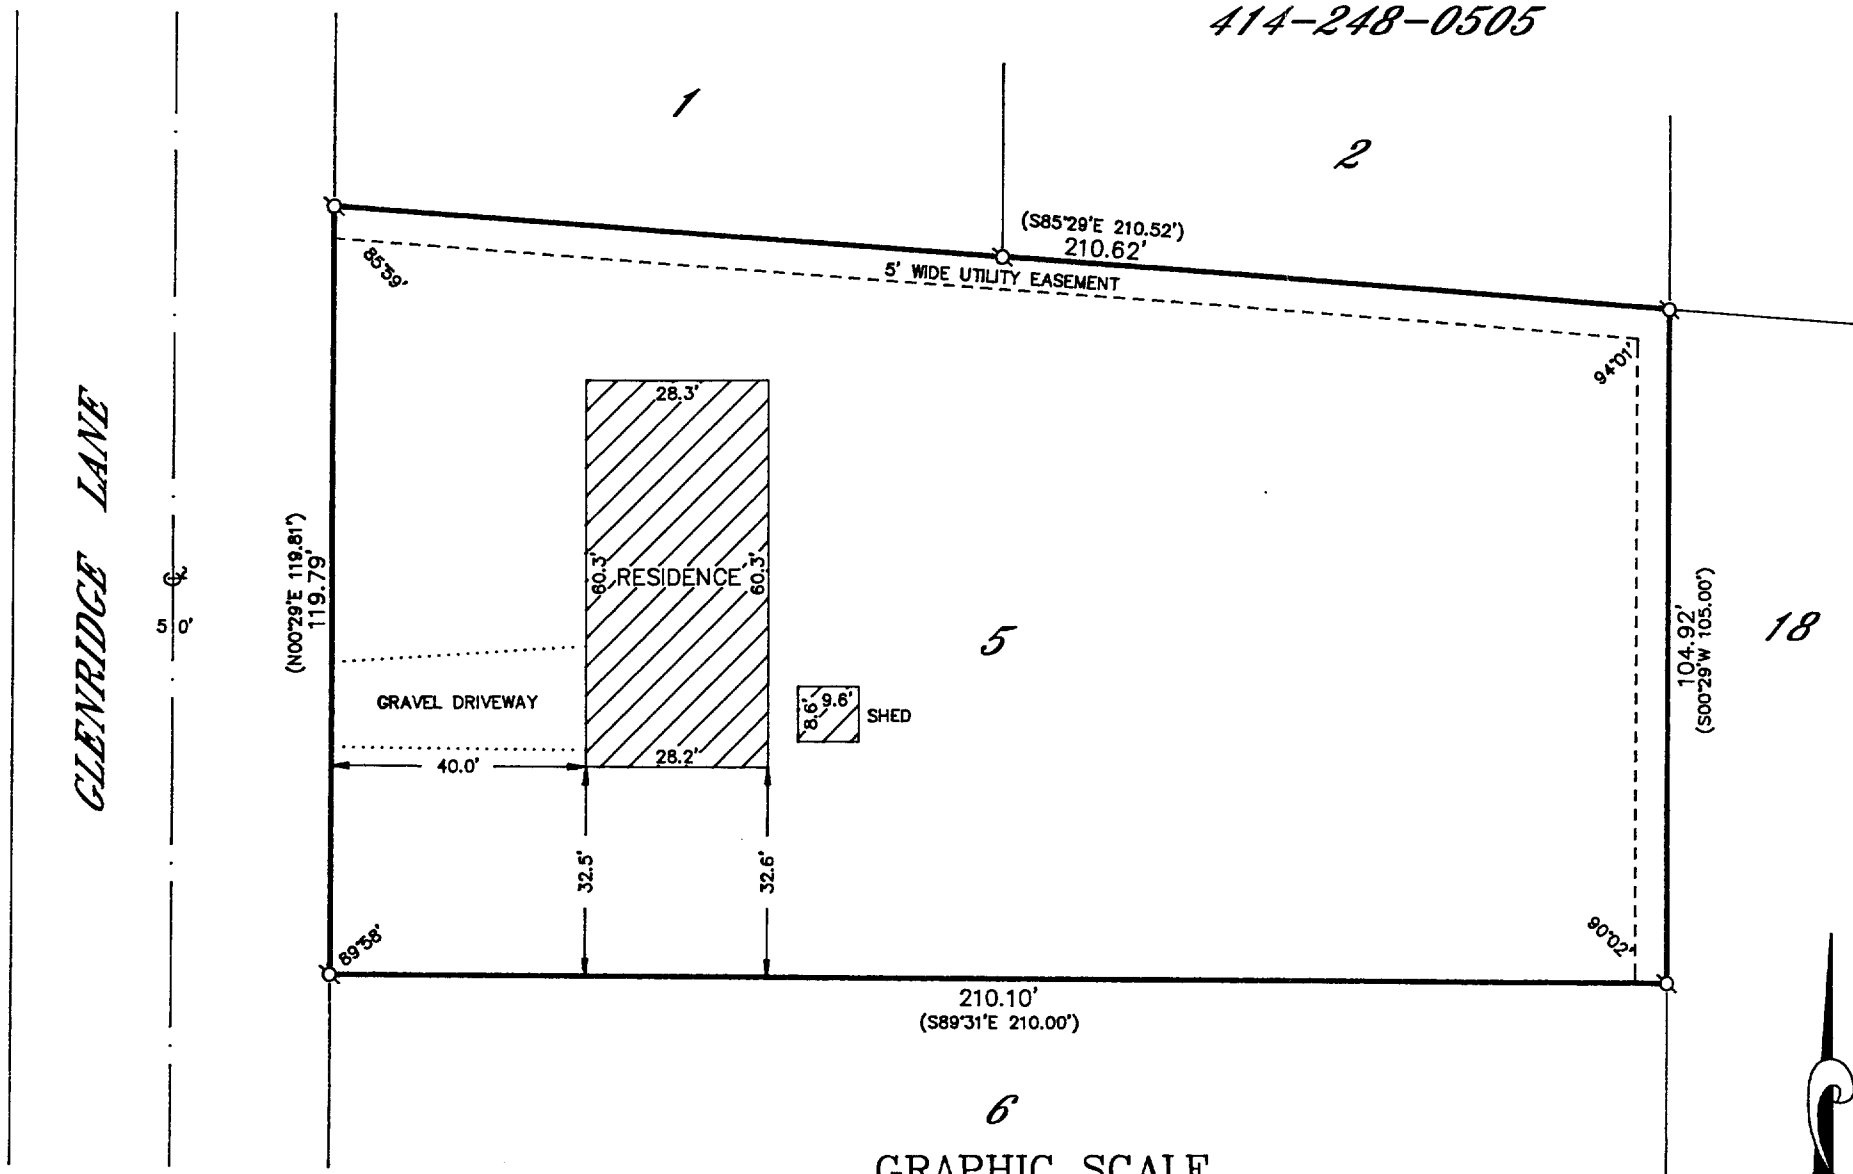 414-248-0505
1
2
(S85°29'E 210.52')
210.62'
5' WIDE UTILITY EASEMENT
85°59'
94°01'
28.3'
GLENRIDGE LANE
(N00°29'E 119.81')
119.79'
60.3'
RESIDENCE
60.3'
50'
5
104.92'
(S00°29'W 105.00')
18
GRAVEL DRIVEWAY
8.6'
9.6'
SHED
28.2'
40.0'
32.5'
32.6'
89°58'
90°02'
210.10'
(S89°31'E 210.00')
6
GRAPHIC SCALE